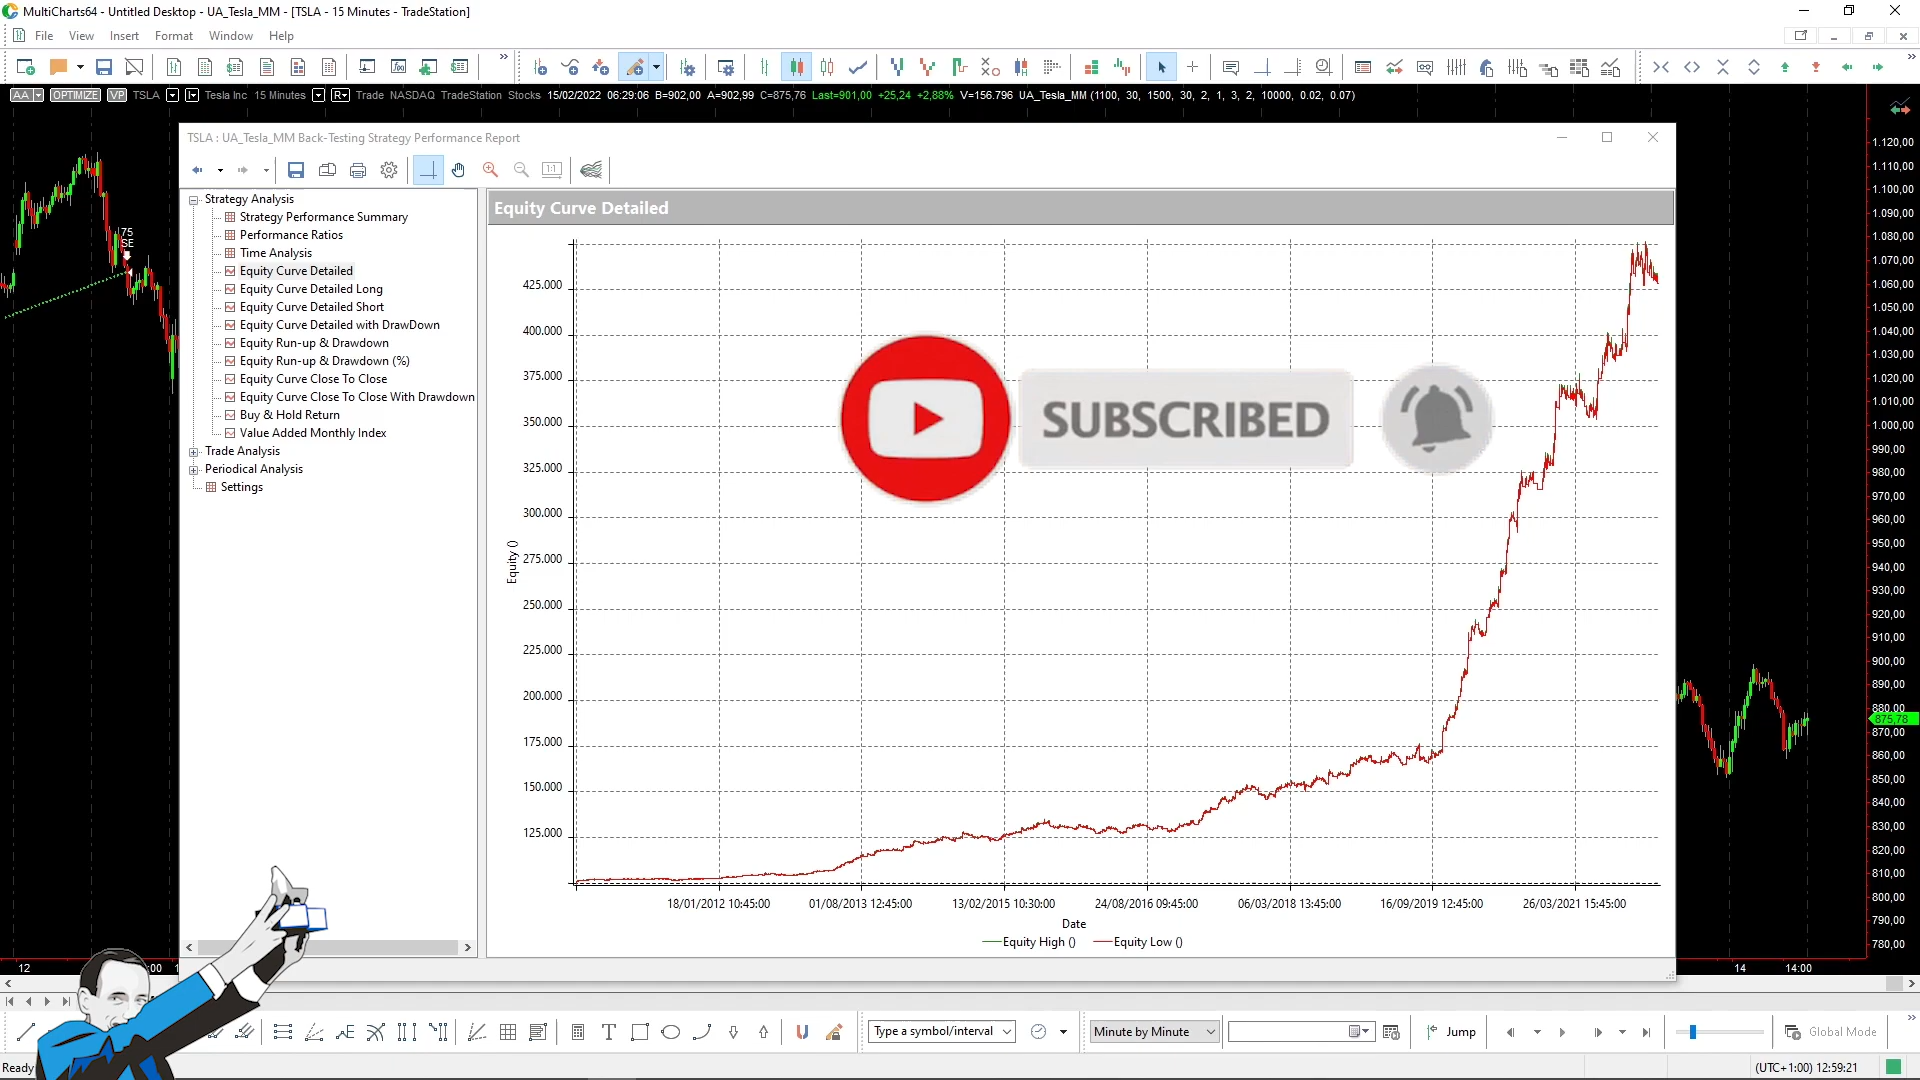 MultiCharts64 - Untitled Desktop - UA_Tesla_MM - [TSLA - 15 Minutes - TradeStation]
File View Insert Format Window Help
AA OPTIMIZE VP TSLA Tesla Inc 15 Minutes R Trade NASDAQ TradeStation Stocks 15/02/2022 06:29:06 B=902,00 A=902,99 C=875,76 Last=901,00 +25,24 +2,88% V=156.796 UA_Tesla_MM (1100, 30, 1500, 30, 2, 1, 3, 2, 10000, 0.02, 0.07)
TSLA : UA_Tesla_MM Back-Testing Strategy Performance Report
1:1
Strategy Analysis
Strategy Performance Summary
Performance Ratios
Time Analysis
Equity Curve Detailed
Equity Curve Detailed Long
Equity Curve Detailed Short
Equity Curve Detailed with DrawDown
Equity Run-up & Drawdown
Equity Run-up & Drawdown (%)
Equity Curve Close To Close
Equity Curve Close To Close With Drawdown
Buy & Hold Return
Value Added Monthly Index
Trade Analysis
Periodical Analysis
Settings
75
SE
Equity Curve Detailed
425.000
400.000
375.000
350.000
325.000
300.000
275.000
250.000
225.000
200.000
175.000
150.000
125.000
Equity ()
SUBSCRIBED
18/01/2012 10:45:00 01/08/2013 12:45:00 13/02/2015 10:30:00 24/08/2016 09:45:00 06/03/2018 13:45:00 16/09/2019 12:45:00 26/03/2021 15:45:00
Date
Equity High () Equity Low ()
1.120,00
1.110,00
1.100,00
1.090,00
1.080,00
1.070,00
1.060,00
1.050,00
1.040,00
1.030,00
1.020,00
1.010,00
1.000,00
990,00
980,00
970,00
960,00
950,00
940,00
930,00
920,00
910,00
900,00
890,00
880,00
875,78
870,00
860,00
850,00
840,00
830,00
820,00
810,00
800,00
790,00
780,00
12 :00 14 14:00
Type a symbol/interval Minute by Minute Jump Global Mode
Ready (UTC+1:00) 12:59:21